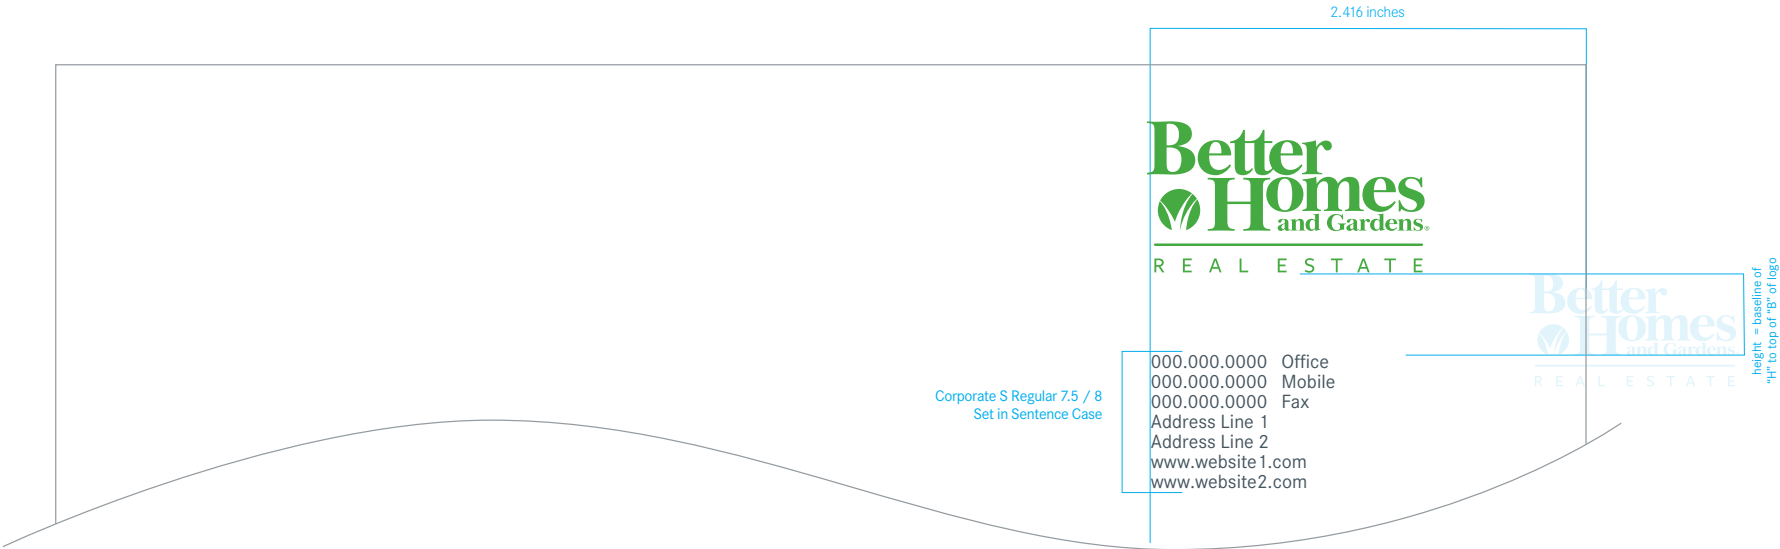 2.416 inches
Better
Homes
and Gardens®
REAL ESTATE
Better
Homes
and Gardens
REAL ESTATE
height = baseline of
“H” to top of “B” of logo
000.000.0000 Office
000.000.0000 Mobile
000.000.0000 Fax
Address Line 1
Address Line 2
www.website1.com
www.website2.com
Corporate S Regular 7.5 / 8
Set in Sentence Case